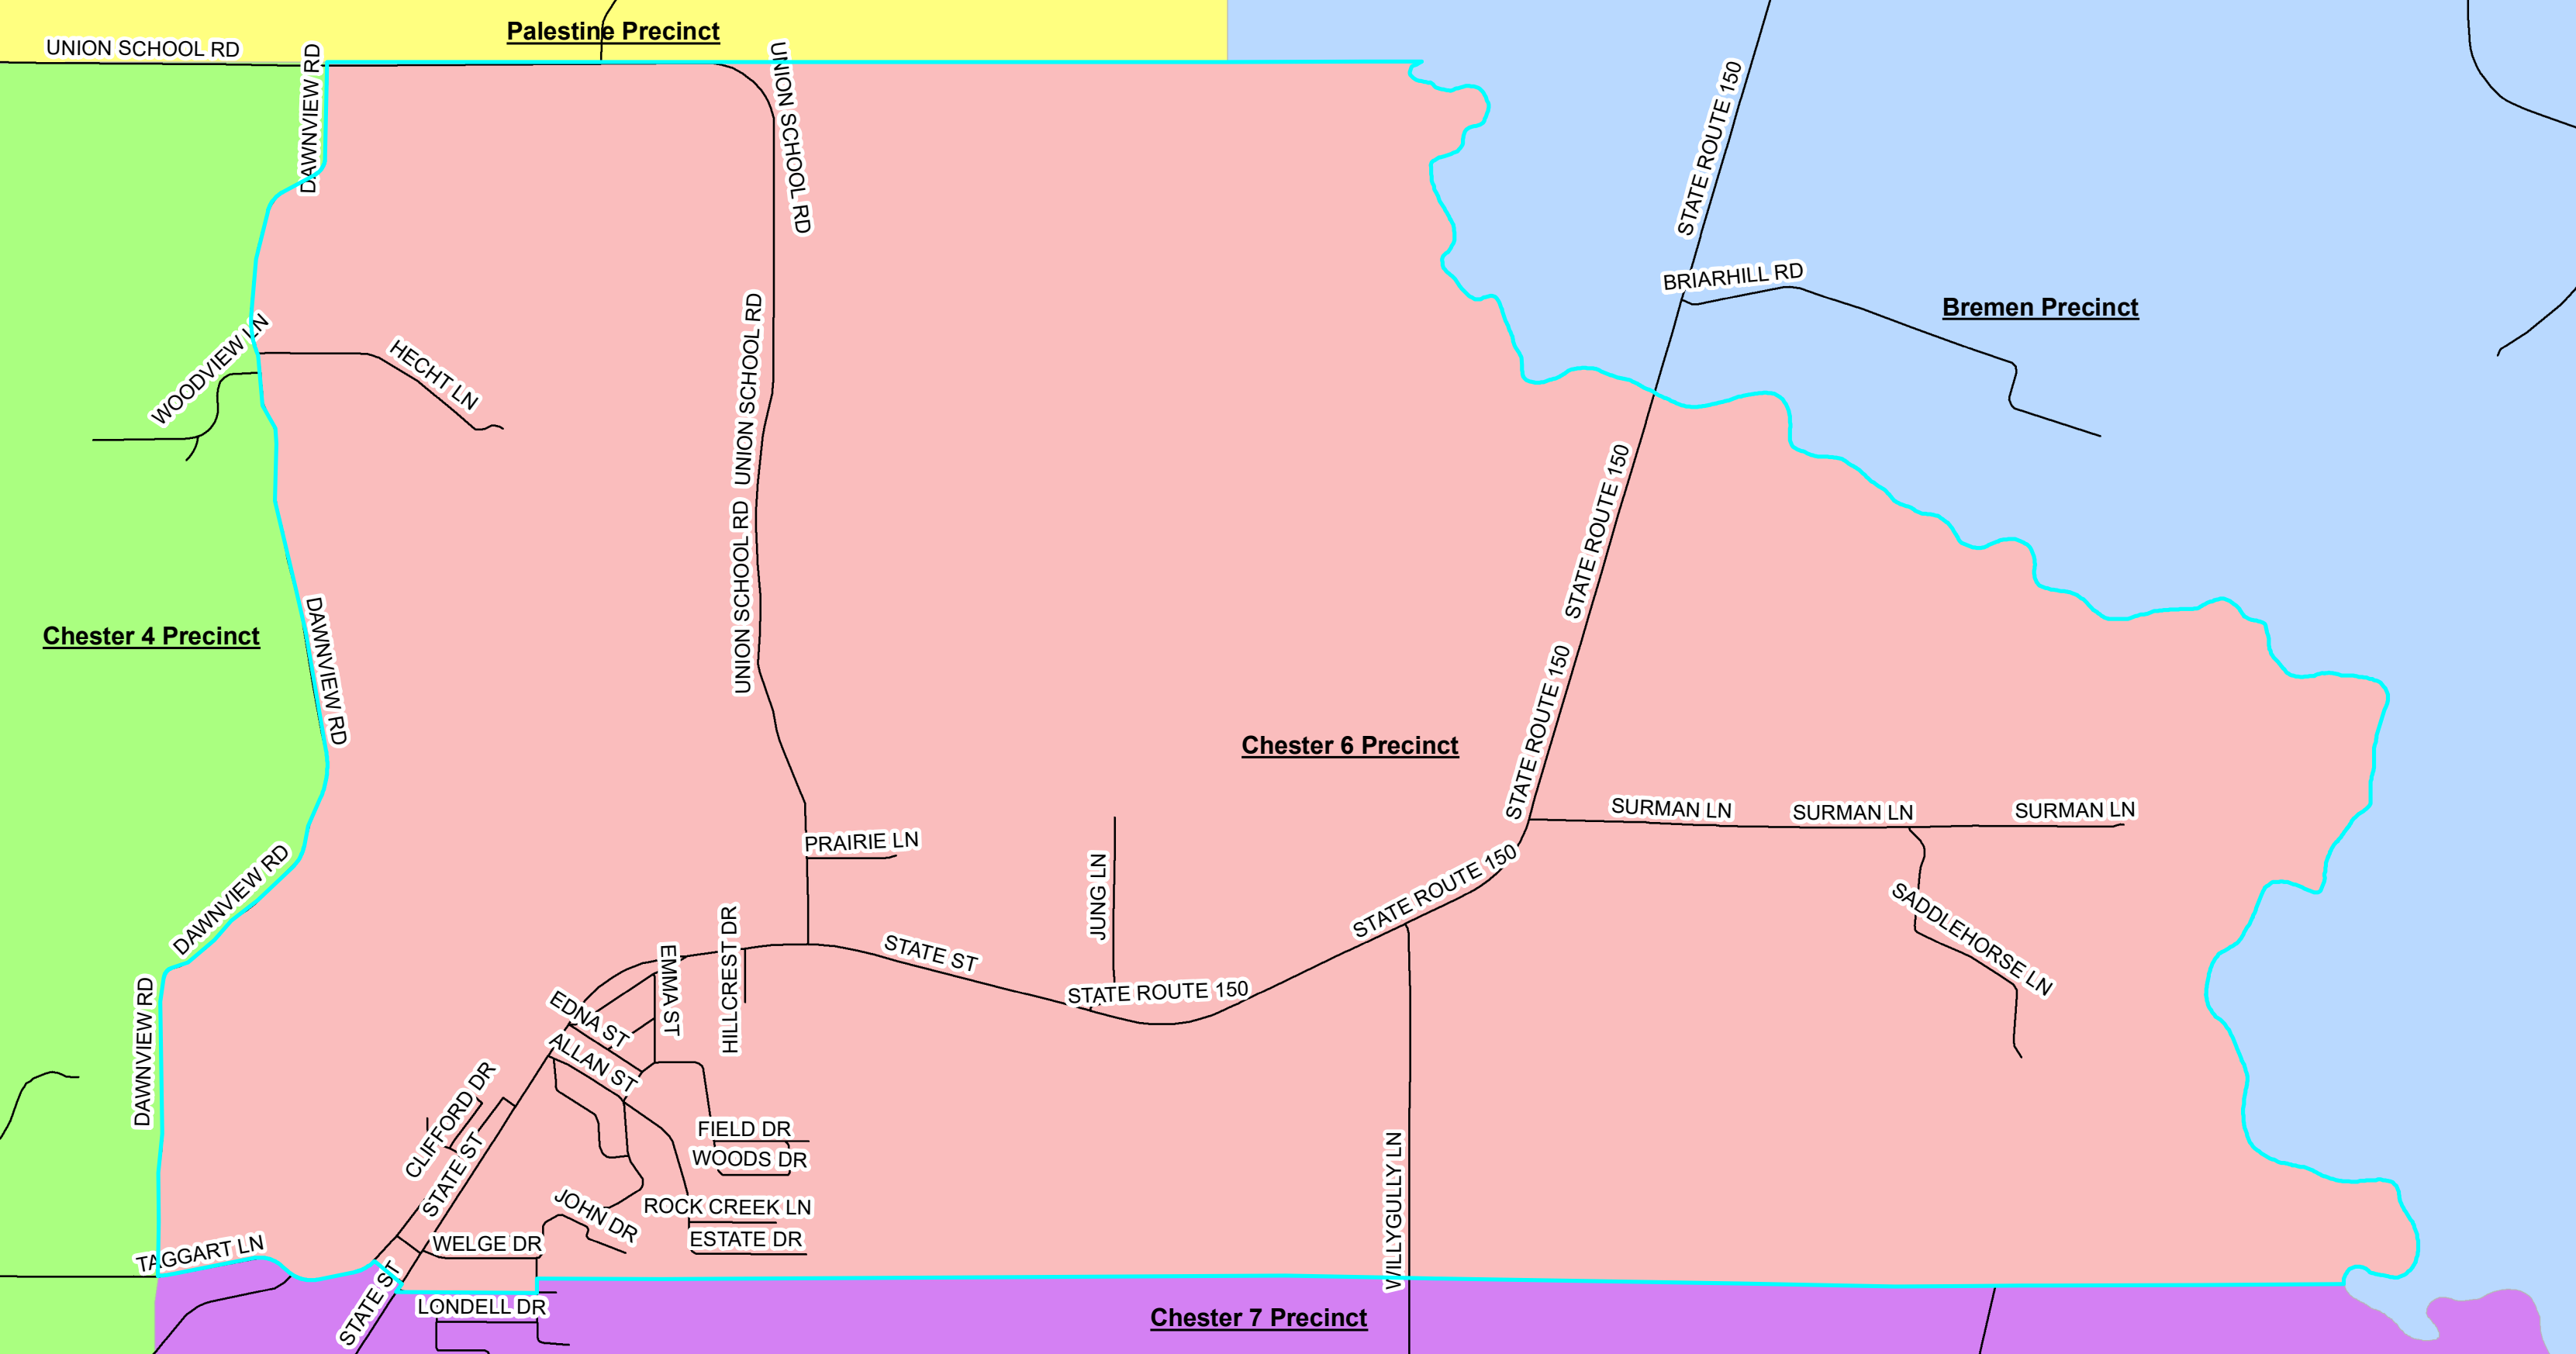 Palestine Precinct
UNION SCHOOL RD
DAWNVIEW RD
UNION SCHOOL RD
STATE ROUTE 150
BRIARHILL RD
Bremen Precinct
WOODVIEW LN
HECHT LN
UNION SCHOOL RD
UNION SCHOOL RD
STATE ROUTE 150
Chester 4 Precinct
DAWNVIEW RD
STATE ROUTE 150
Chester 6 Precinct
SURMAN LN
SURMAN LN
SURMAN LN
PRAIRIE LN
DAWNVIEW RD
JUNG LN
STATE ROUTE 150
SADDLEHORSE LN
HILLCREST DR
EMMA ST
STATE ST
STATE ROUTE 150
DAWNVIEW RD
EDNA ST
ALLAN ST
CLIFFORD DR
STATE ST
FIELD DR
WOODS DR
ROCK CREEK LN
JOHN DR
ESTATE DR
WELGE DR
WILLYGULLY LN
TAGGART LN
STATE ST
LONDELL DR
Chester 7 Precinct